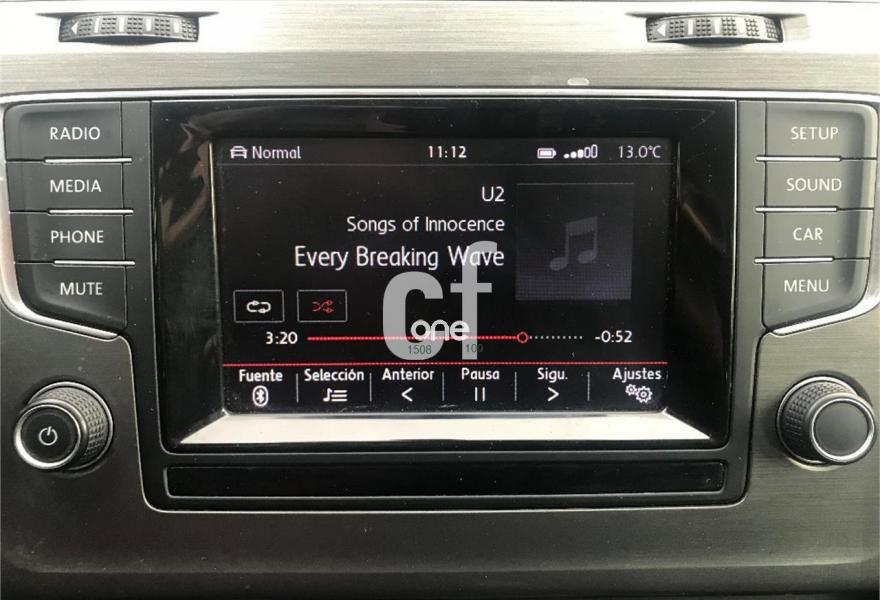 RADIO
MEDIA
PHONE
MUTE
Normal 11:12 13.0°C
U2
Songs of Innocence
Every Breaking Wave
3:20 -0:52
Fuente Selección Anterior Pausa Sigu. Ajustes
SETUP
SOUND
CAR
MENU
cf
one
1508 100